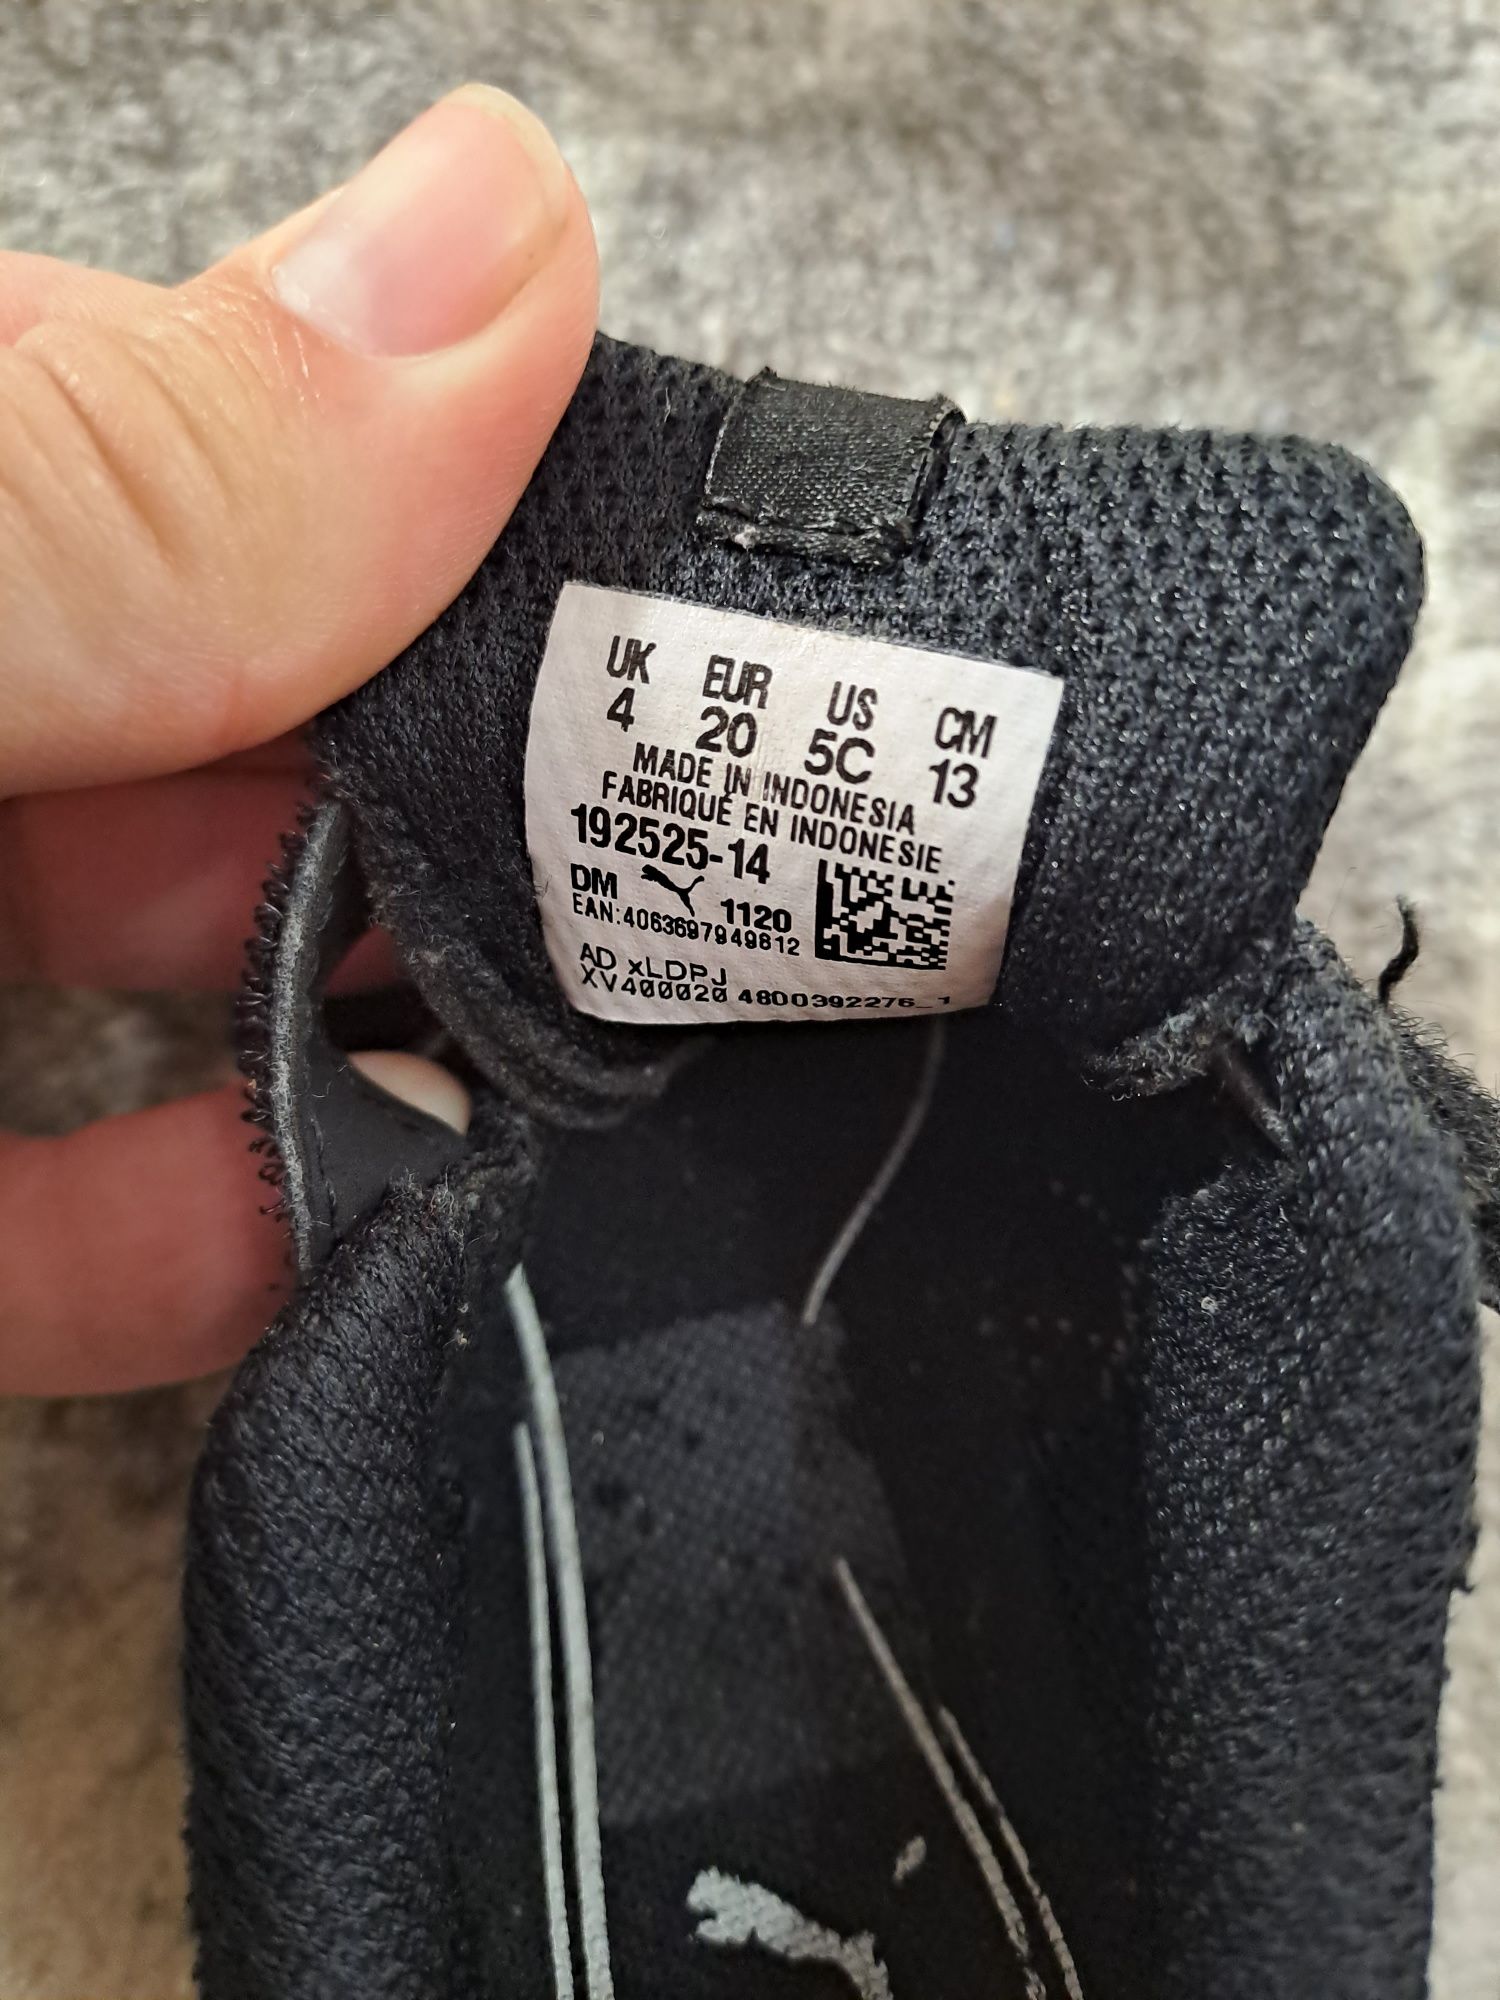 UK EUR US CM
4 20 5C 13
MADE IN INDONESIA
FABRIQUÉ EN INDONESIE
192525-14
DM 1120
EAN:4063697949812
AD xLDPJ
XV400020 4800392276_1